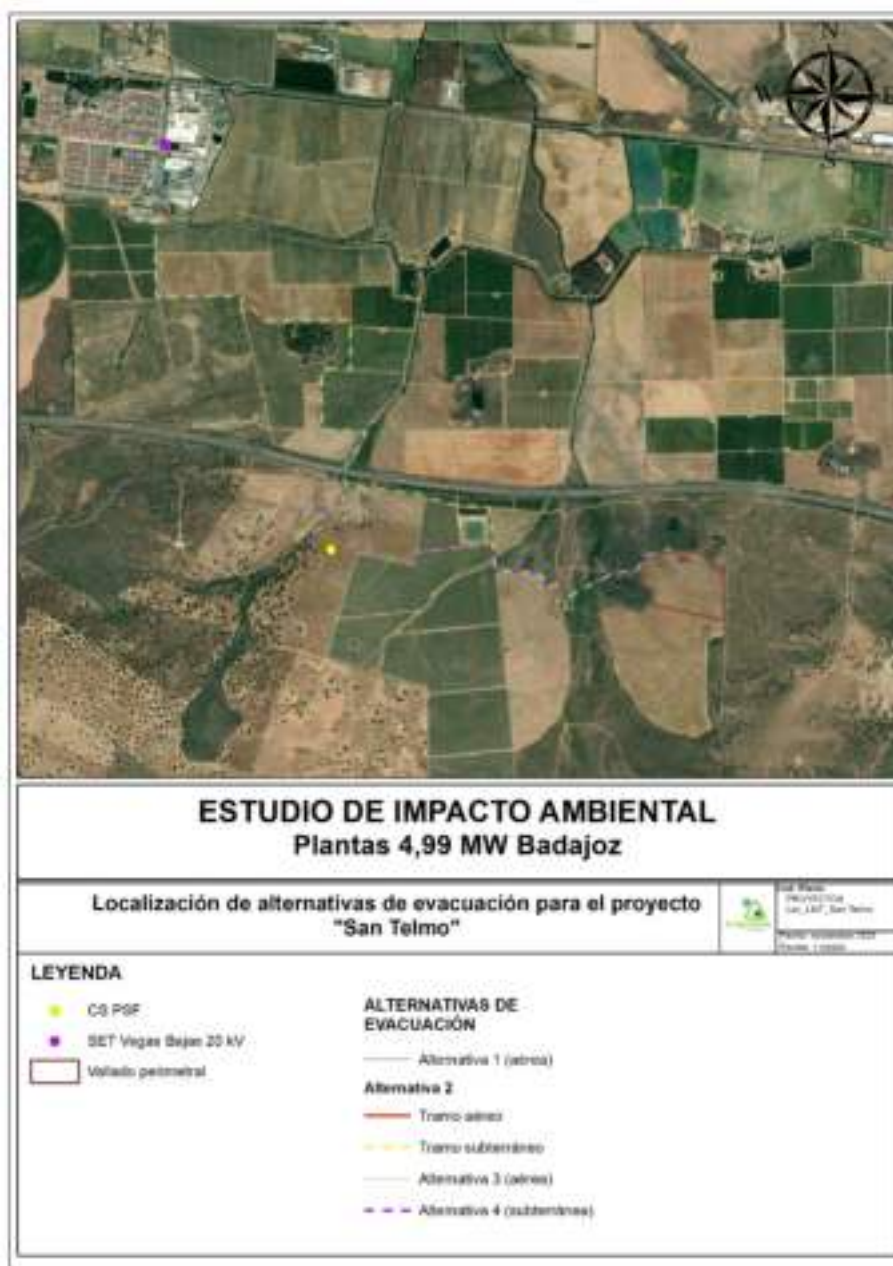 N
W
S
ESTUDIO DE IMPACTO AMBIENTAL
Plantas 4,99 MW Badajoz
Localización de alternativas de evacuación para el proyecto
"San Telmo"
LEYENDA
CS PSF
SET Vegas Bajas 20 kV
Vallado perimetral
ALTERNATIVAS DE
EVACUACIÓN
Alternativa 1 (aérea)
Alternativa 2
Tramo aéreo
Tramo subterráneo
Alternativa 3 (aérea)
Alternativa 4 (subterránea)